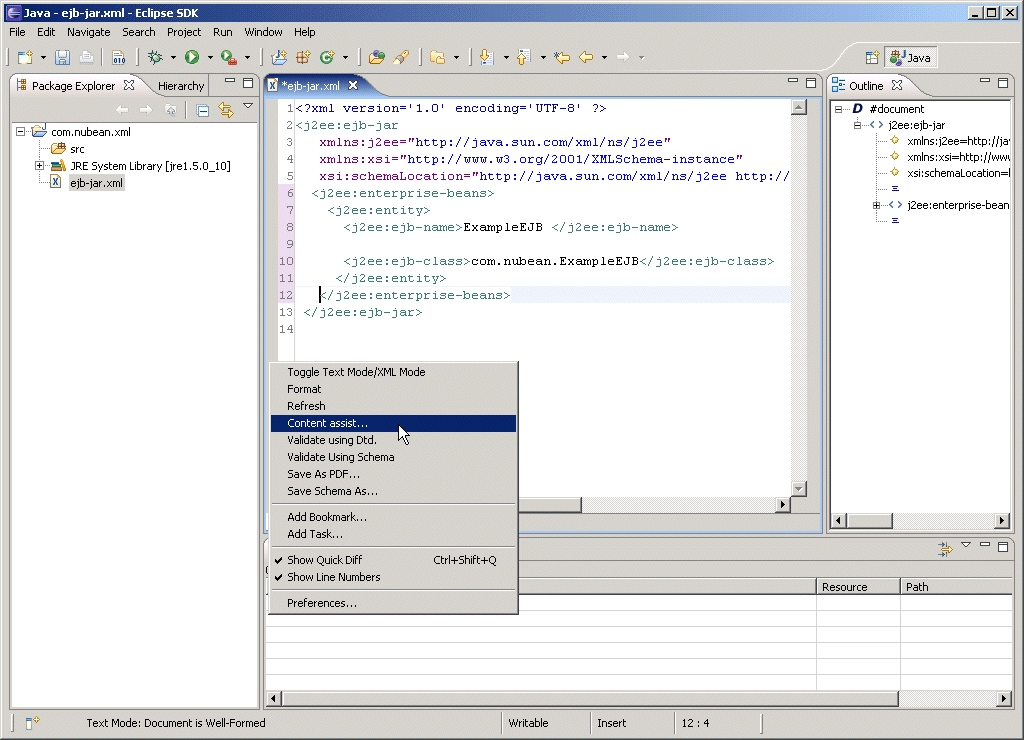 Java - ejb-jar.xml - Eclipse SDK
File Edit Navigate Search Project Run Window Help
Java
Package Explorer Hierarchy
com.nubean.xml
src
JRE System Library [jre1.5.0_10]
ejb-jar.xml
*ejb-jar.xml
1 <?xml version='1.0' encoding='UTF-8' ?>
2 <j2ee:ejb-jar
3 xmlns:j2ee="http://java.sun.com/xml/ns/j2ee"
4 xmlns:xsi="http://www.w3.org/2001/XMLSchema-instance"
5 xsi:schemaLocation="http://java.sun.com/xml/ns/j2ee http://
6 <j2ee:enterprise-beans>
7 <j2ee:entity>
8 <j2ee:ejb-name>ExampleEJB </j2ee:ejb-name>
9
10 <j2ee:ejb-class>com.nubean.ExampleEJB</j2ee:ejb-class>
11 </j2ee:entity>
12 </j2ee:enterprise-beans>
13 </j2ee:ejb-jar>
14
Toggle Text Mode/XML Mode
Format
Refresh
Content assist...
Validate using Dtd.
Validate Using Schema
Save As PDF...
Save Schema As...
Add Bookmark...
Add Task...
Show Quick Diff Ctrl+Shift+Q
Show Line Numbers
Preferences...
Outline
#document
j2ee:ejb-jar
xmlns:j2ee=http://jav
xmlns:xsi=http://www
xsi:schemaLocation=
j2ee:enterprise-bean
Resource Path
Text Mode: Document is Well-Formed Writable Insert 12 : 4